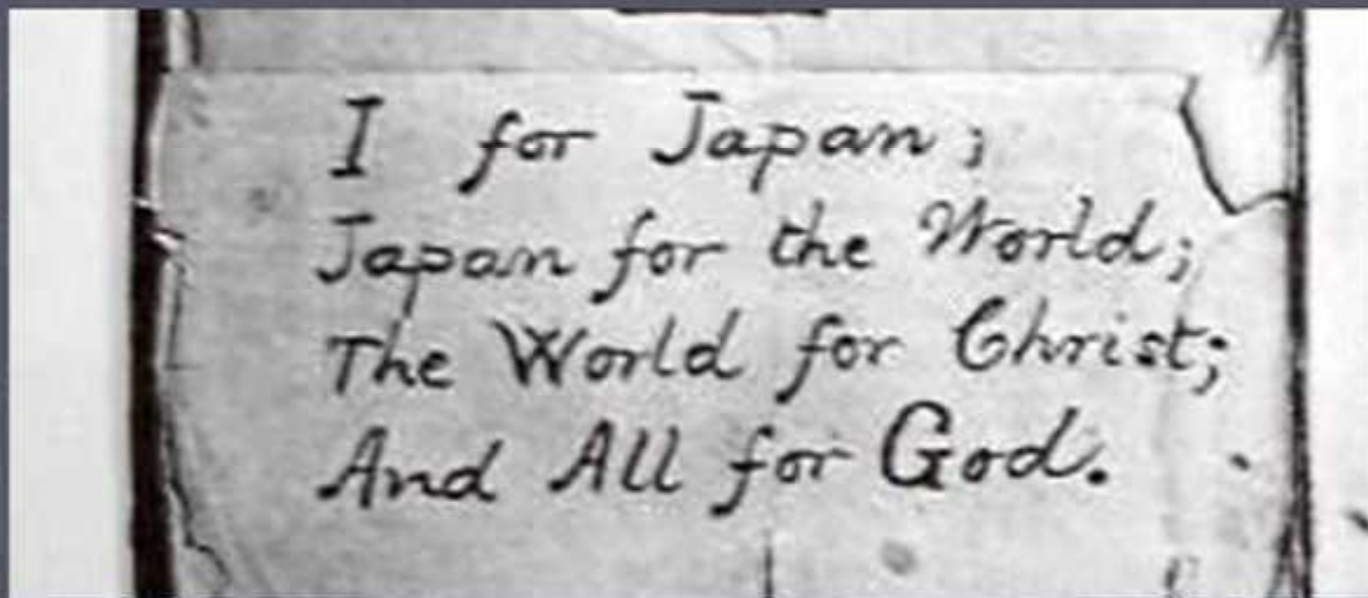 I for Japan;
Japan for the World;
The World for Christ;
And All for God.